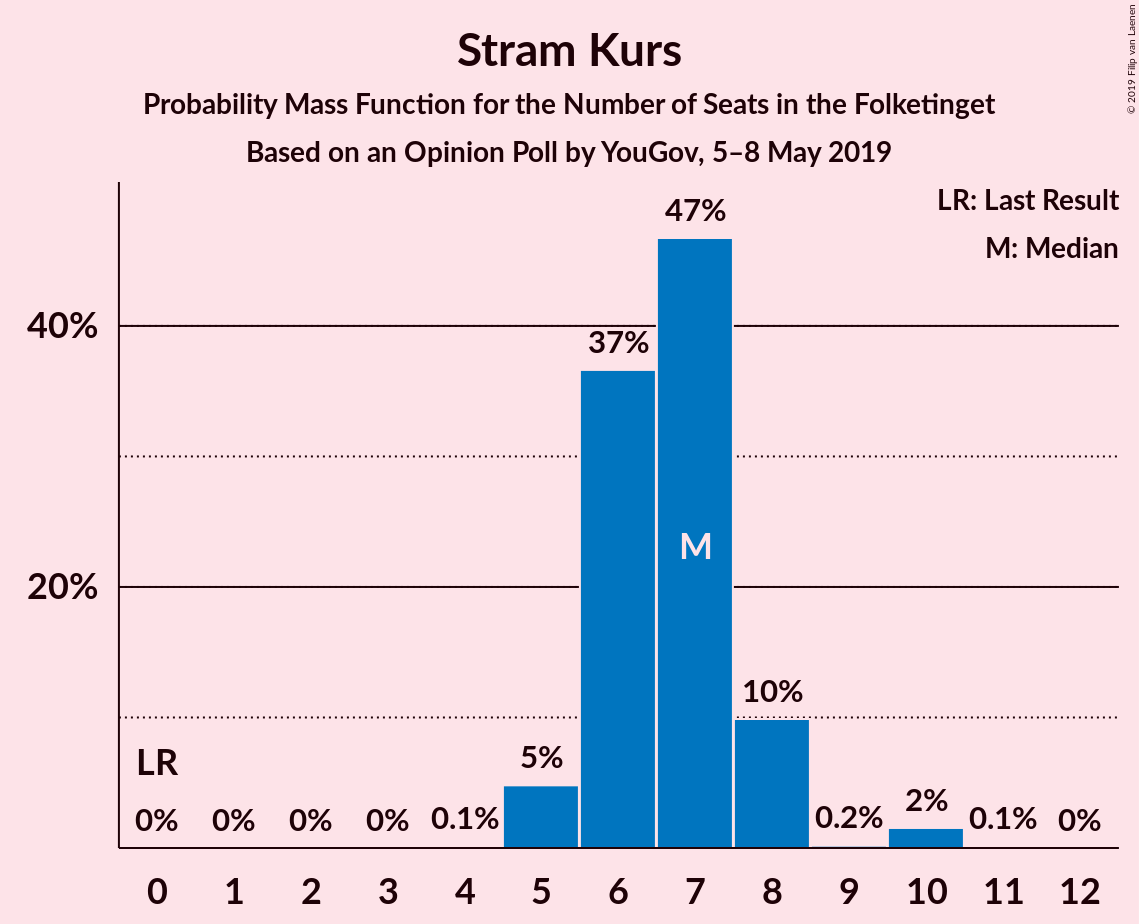 Stram Kurs
Probability Mass Function for the Number of Seats in the Folketinget
Based on an Opinion Poll by YouGov, 5–8 May 2019
© 2019 Filip van Laenen
LR: Last Result
M: Median
47%
40%
37%
M
20%
10%
LR
5%
0% 0% 0% 0% 0.1% 0.2% 2% 0.1% 0%
0 1 2 3 4 5 6 7 8 9 10 11 12